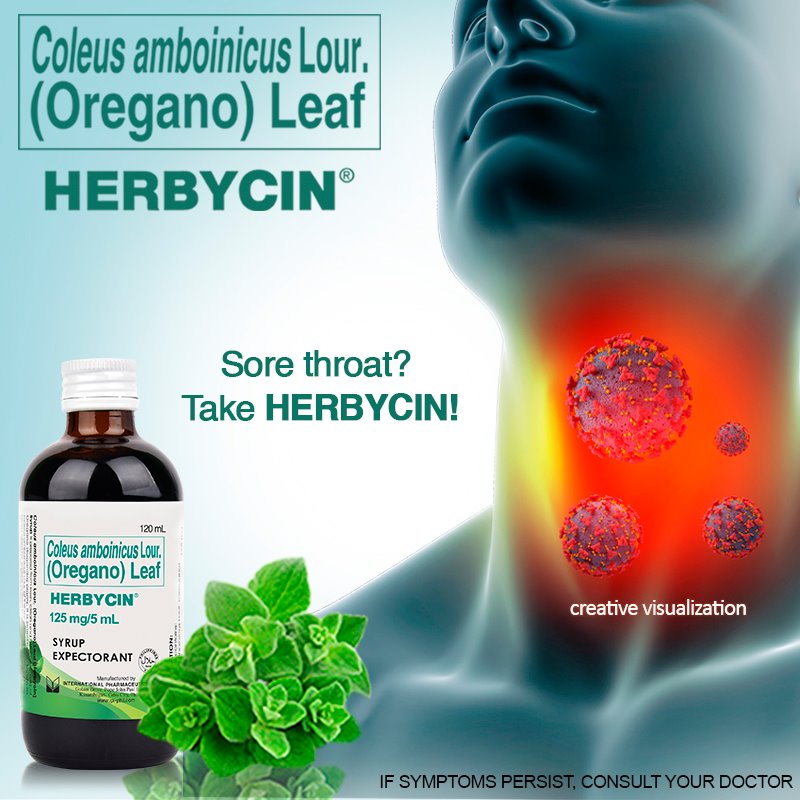 Coleus amboinicus Lour.
(Oregano) Leaf
HERBYCIN®
Sore throat?
Take HERBYCIN!
120 mL
Coleus amboinicus Lour.
(Oregano) Leaf
HERBYCIN®
125 mg/5 mL
SYRUP
EXPECTORANT
Manufactured by
INTERNATIONAL PHARMACEUT
creative visualization
IF SYMPTOMS PERSIST, CONSULT YOUR DOCTOR